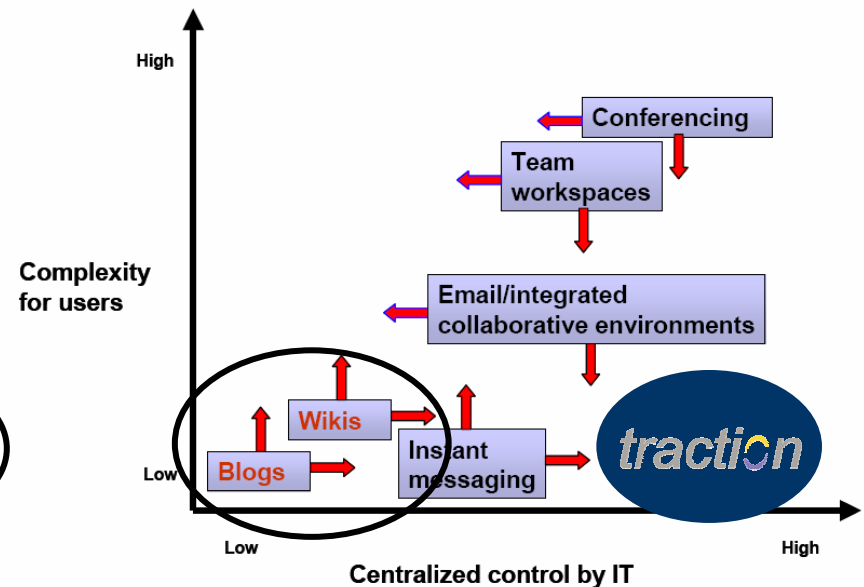 High
Conferencing
Team
workspaces
Complexity
for users
Email/integrated
collaborative environments
Wikis
Instant
messaging
traction
Blogs
Low
Low
High
Centralized control by IT